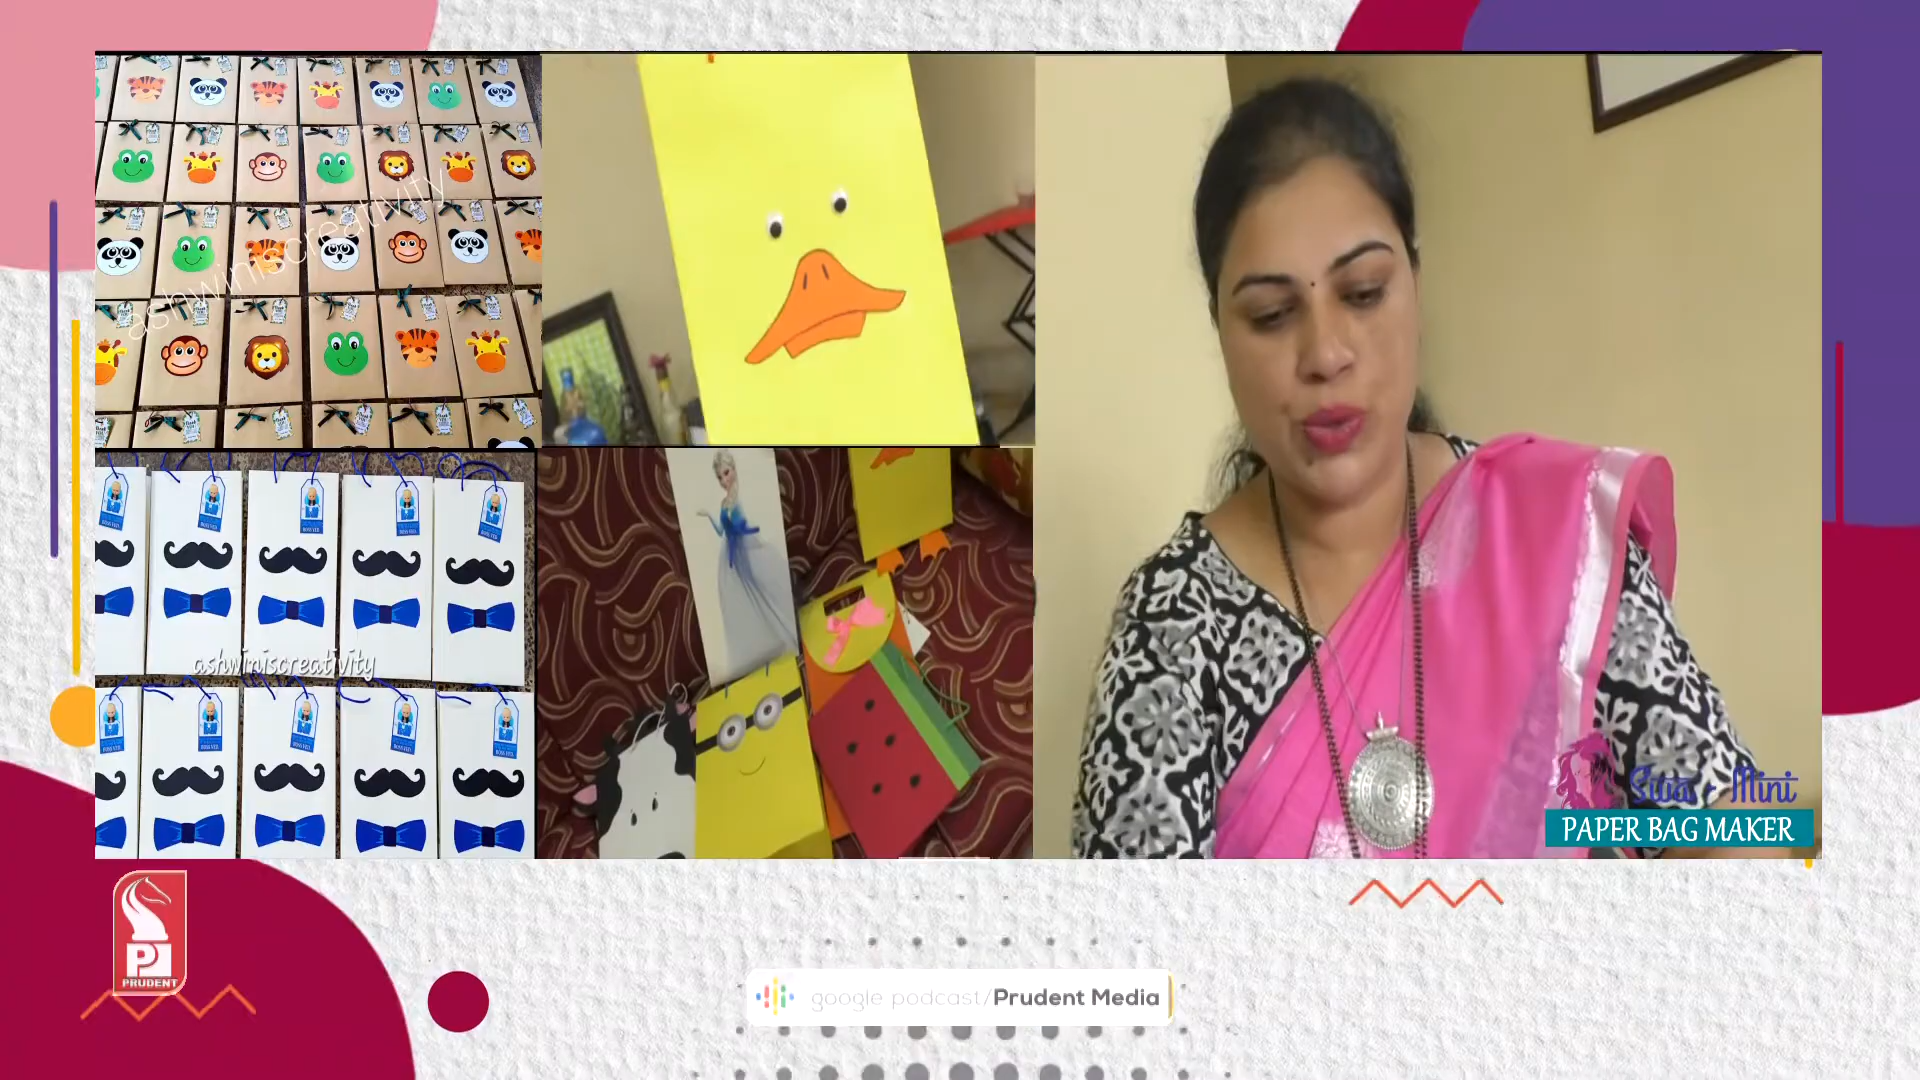 ashwiniscreativity
ashwiniscreativity
Swa - Mini
PAPER BAG MAKER
PRUDENT
google podcast/Prudent Media